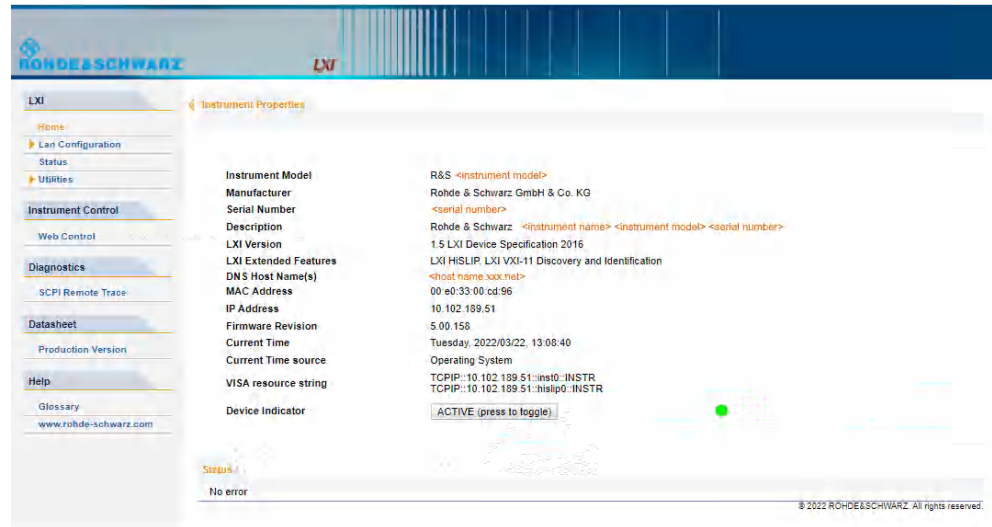 ROHDE&SCHWARZ
LXI
LXI
Home
Lan Configuration
Status
Utilities
Instrument Control
Web Control
Diagnostics
SCPI Remote Trace
Datasheet
Production Version
Help
Glossary
www.rohde-schwarz.com
Instrument Properties
Instrument Model R&S <instrument model>
Manufacturer Rohde & Schwarz GmbH & Co. KG
Serial Number <serial number>
Description Rohde & Schwarz <instrument name> <instrument model> <serial number>
LXI Version 1.5 LXI Device Specification 2016
LXI Extended Features LXI HiSLIP. LXI VXI-11 Discovery and Identification
DNS Host Name(s) <host name.xxx.net>
MAC Address 00:e0:33:00:cd:96
IP Address 10.102.189.51
Firmware Revision 5.00.158
Current Time Tuesday, 2022/03/22, 13:08:40
Current Time source Operating System
VISA resource string TCPIP::10.102.189.51::inst0::INSTR
TCPIP::10.102.189.51::hislip0::INSTR
Device Indicator ACTIVE (press to toggle)
Status
No error
© 2022 ROHDE&SCHWARZ. All rights reserved.